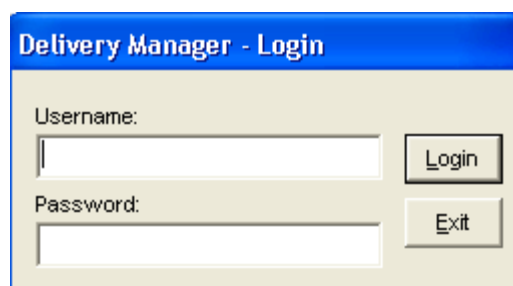 Delivery Manager - Login
Username:
Login
Password:
Exit